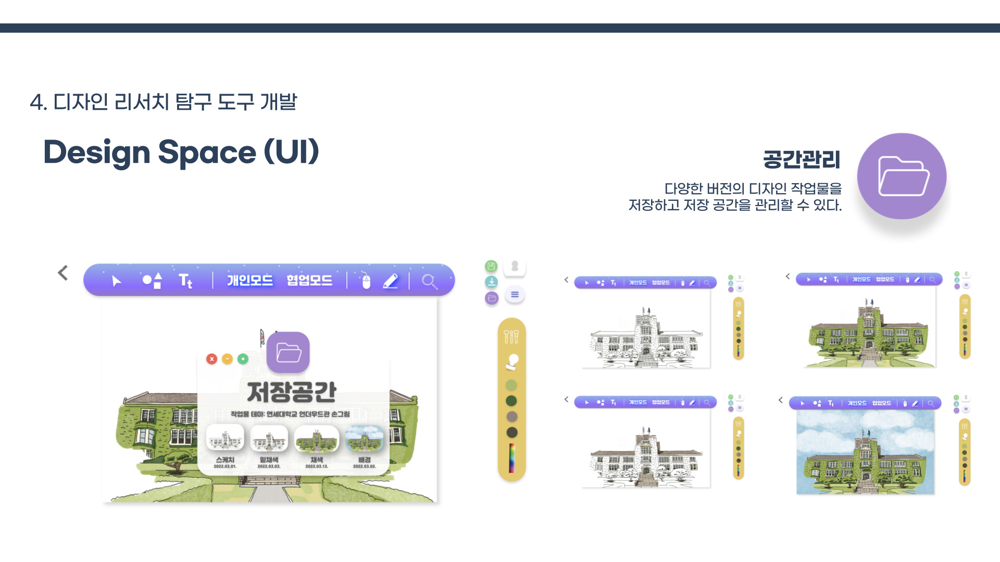 4. 디자인 리서치 탐구 도구 개발
Design Space (UI)
공간관리
다양한 버전의 디자인 작업물을
저장하고 저장 공간을 관리할 수 있다.
Tt 개인모드 협업모드
x - +
저장공간
작업물 테마: 연세대학교 언더우드관 손그림
스케치 밑채색 채색 배경
2022.03.01. 2022.03.03. 2022.03.13. 2022.03.02.
Tt 개인모드 협업모드
Tt 개인모드 협업모드
Tt 개인모드 협업모드
Tt 개인모드 협업모드